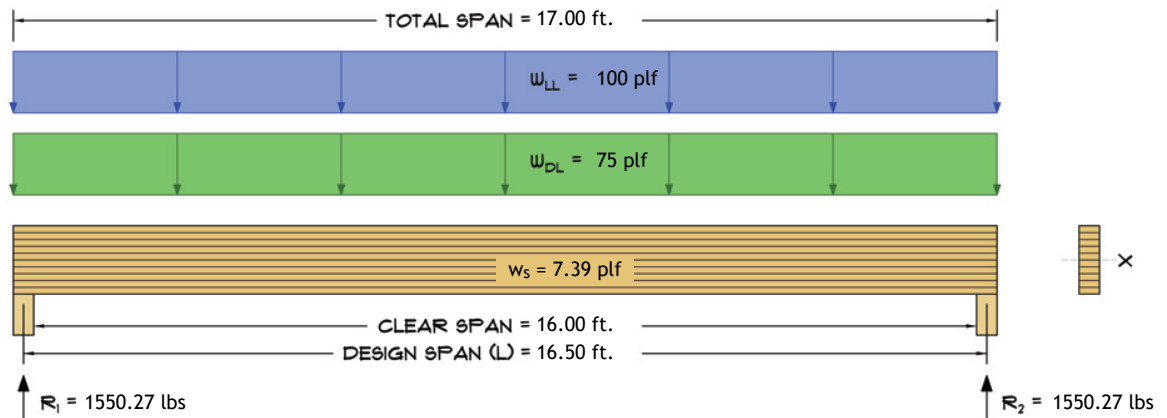 TOTAL SPAN = 17.00 ft.
WLL = 100 plf
WDL = 75 plf
ws = 7.39 plf
X
CLEAR SPAN = 16.00 ft.
DESIGN SPAN (L) = 16.50 ft.
R1 = 1550.27 lbs
R2 = 1550.27 lbs